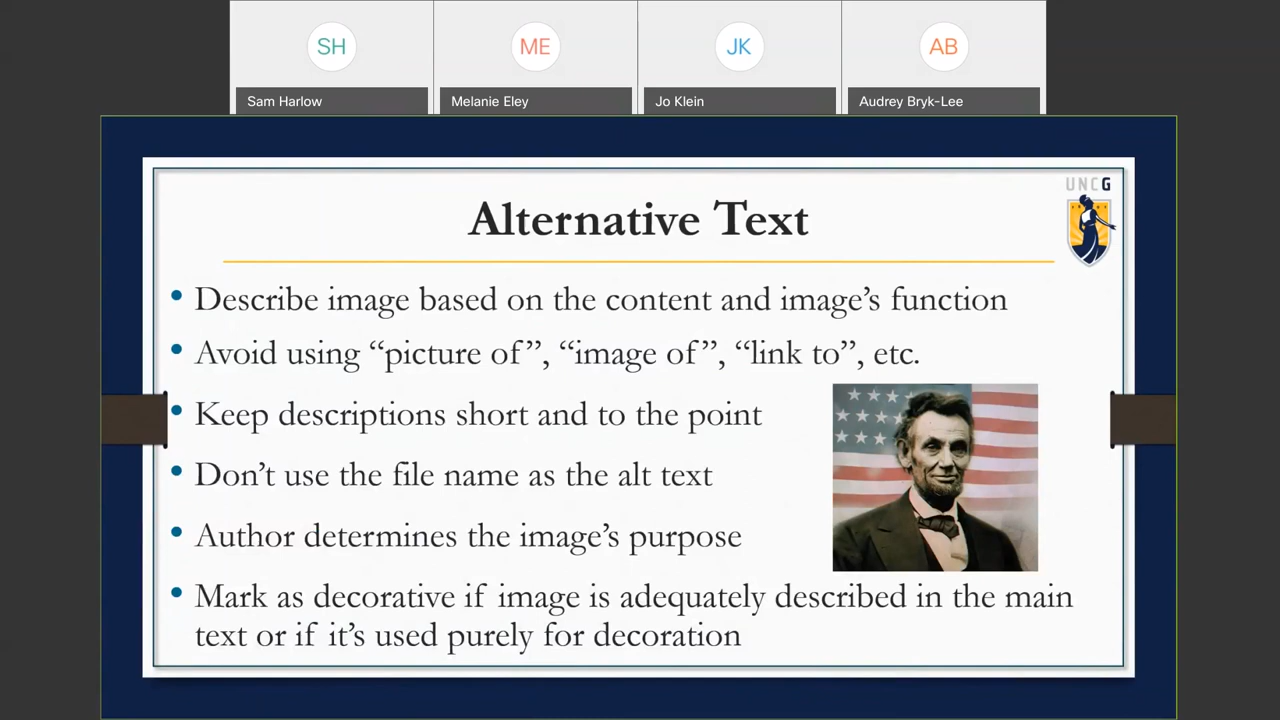 SH
ME
JK
AB
Sam Harlow
Melanie Eley
Jo Klein
Audrey Bryk-Lee
UNCG
Alternative Text
• Describe image based on the content and image’s function
• Avoid using “picture of”, “image of”, “link to”, etc.
• Keep descriptions short and to the point
• Don’t use the file name as the alt text
• Author determines the image’s purpose
• Mark as decorative if image is adequately described in the main
text or if it’s used purely for decoration